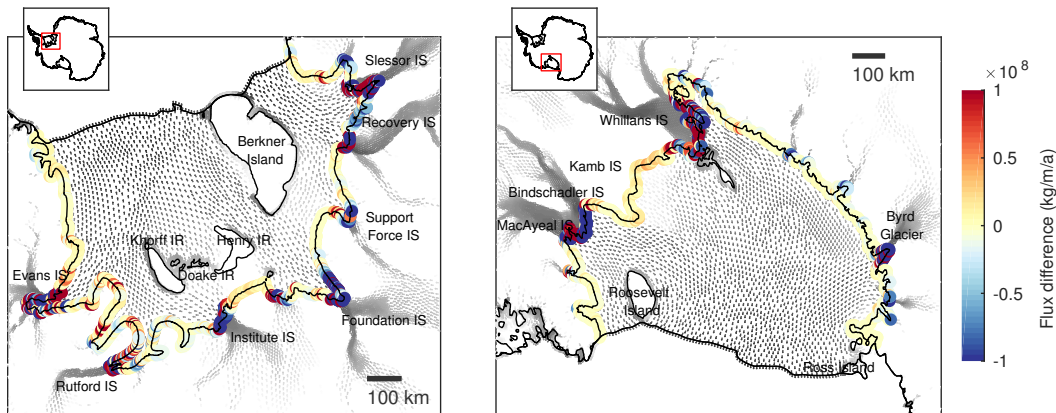 Slessor IS
Recovery IS
Berkner
Island
Support
Force IS
Khorff IR
Henry IR
Doake IR
Evans IS
Foundation IS
Institute IS
Rutford IS
100 km
100 km
Whillans IS
Kamb IS
Bindschadler IS
MacAyeal IS
Byrd
Glacier
Roosevelt
Island
Ross Island
×10^8
1
0.5
0
-0.5
-1
Flux difference (kg/m/a)